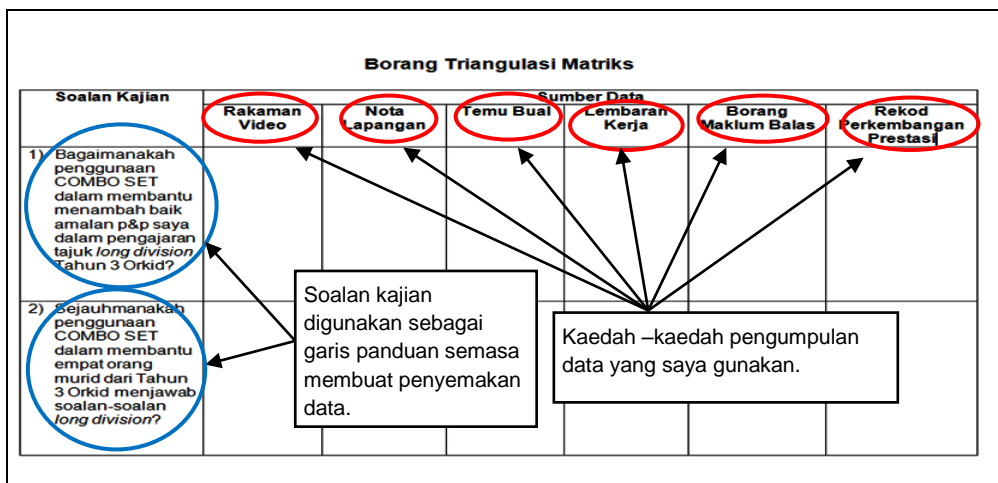 Borang Triangulasi Matriks
Soalan Kajian
Sumber Data
Rakaman
Video
Nota
Lapangan
Temu Bual
Lembaran
Kerja
Borang
Maklum Balas
Rekod
Perkembangan
Prestasi
1) Bagaimanakah
penggunaan
COMBO SET
dalam membantu
menambah baik
amalan p&p saya
dalam pengajaran
tajuk long division
Tahun 3 Orkid?
2) Sejauhmanakah
penggunaan
COMBO SET
dalam membantu
empat orang
murid dari Tahun
3 Orkid menjawab
soalan-soalan
long division?
Soalan kajian
digunakan sebagai
garis panduan semasa
membuat penyemakan
data.
Kaedah –kaedah pengumpulan
data yang saya gunakan.